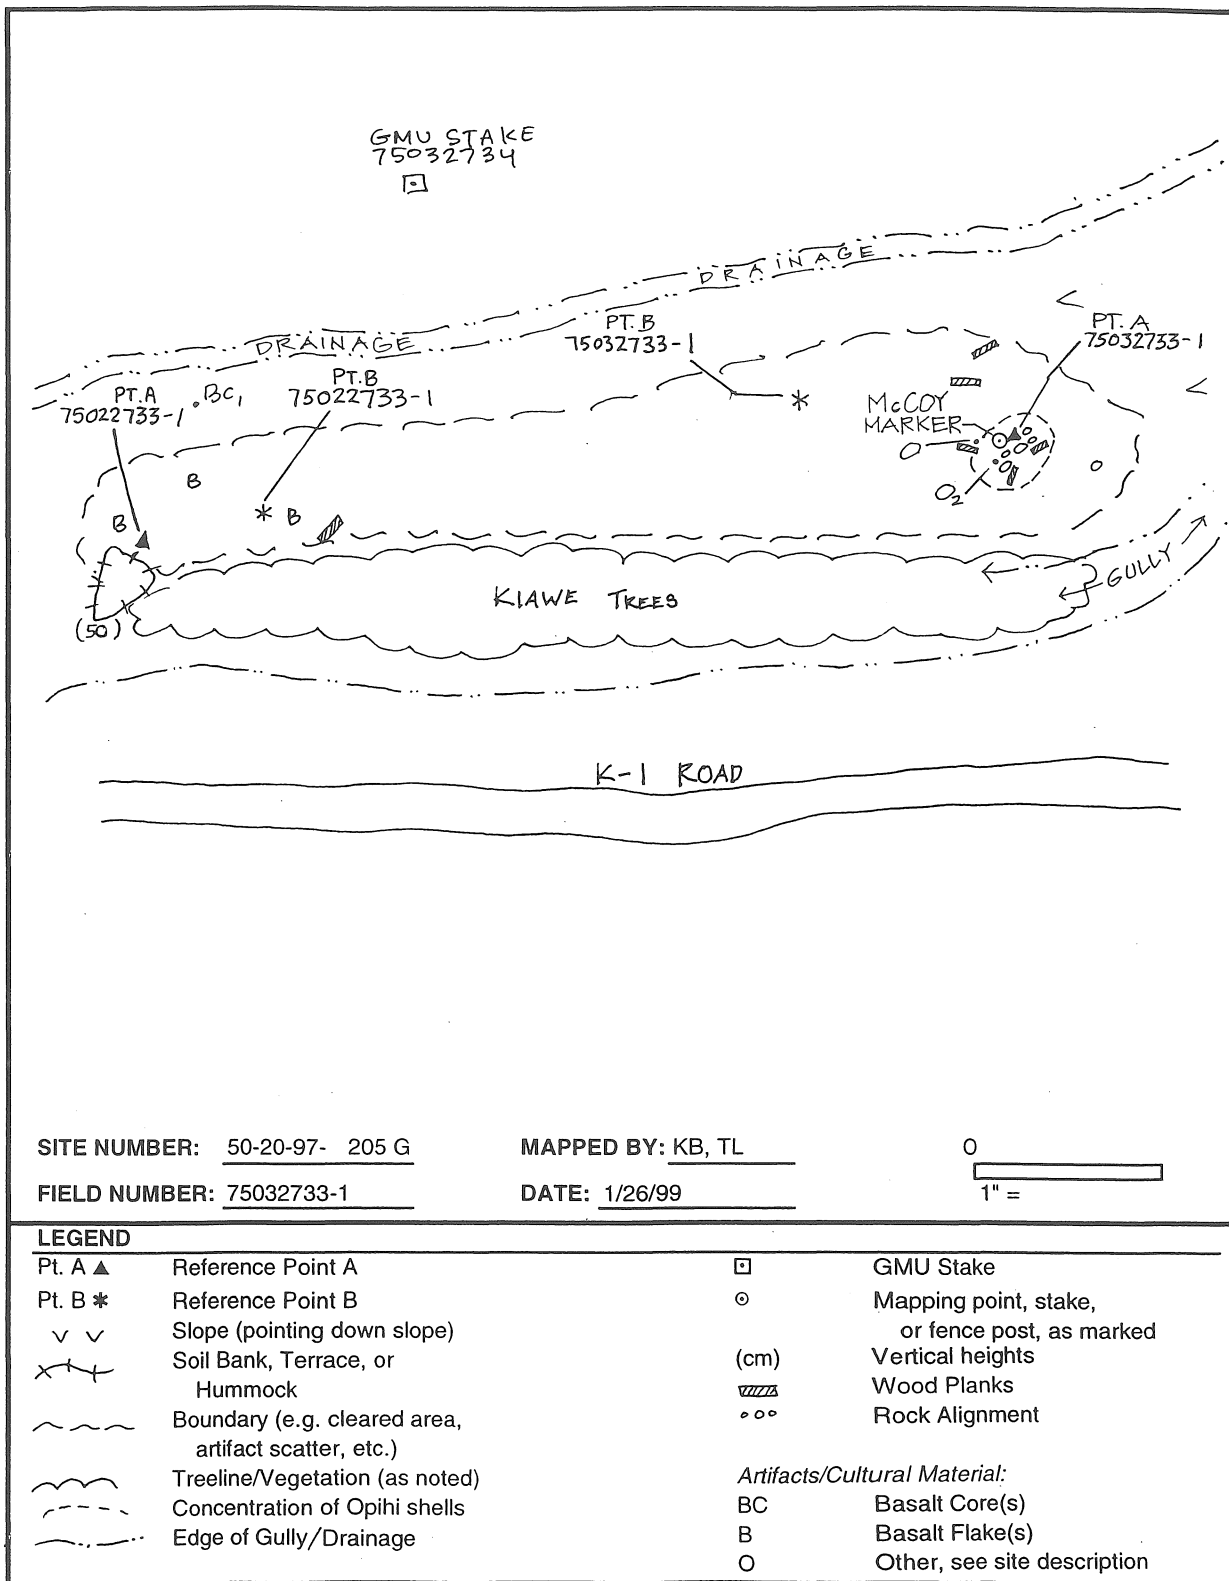 GMU STAKE
75032734
DRAINAGE
DRAINAGE
PT. B
75032733-1
PT. A
75032733-1
PT.A
75022733-1
BC1
PT.B
75022733-1
McCOY
MARKER
O
O2
O
B
B
B
(50)
KIAWE TREES
GULLY
K-1 ROAD
SITE NUMBER: 50-20-97- 205 G
MAPPED BY: KB, TL
0
FIELD NUMBER: 75032733-1
DATE: 1/26/99
1" =
LEGEND
Pt. A Reference Point A
Pt. B Reference Point B
Slope (pointing down slope)
Soil Bank, Terrace, or
Hummock
Boundary (e.g. cleared area,
artifact scatter, etc.)
Treeline/Vegetation (as noted)
Concentration of Opihi shells
Edge of Gully/Drainage
GMU Stake
Mapping point, stake,
or fence post, as marked
(cm) Vertical heights
Wood Planks
Rock Alignment
Artifacts/Cultural Material:
BC Basalt Core(s)
B Basalt Flake(s)
O Other, see site description